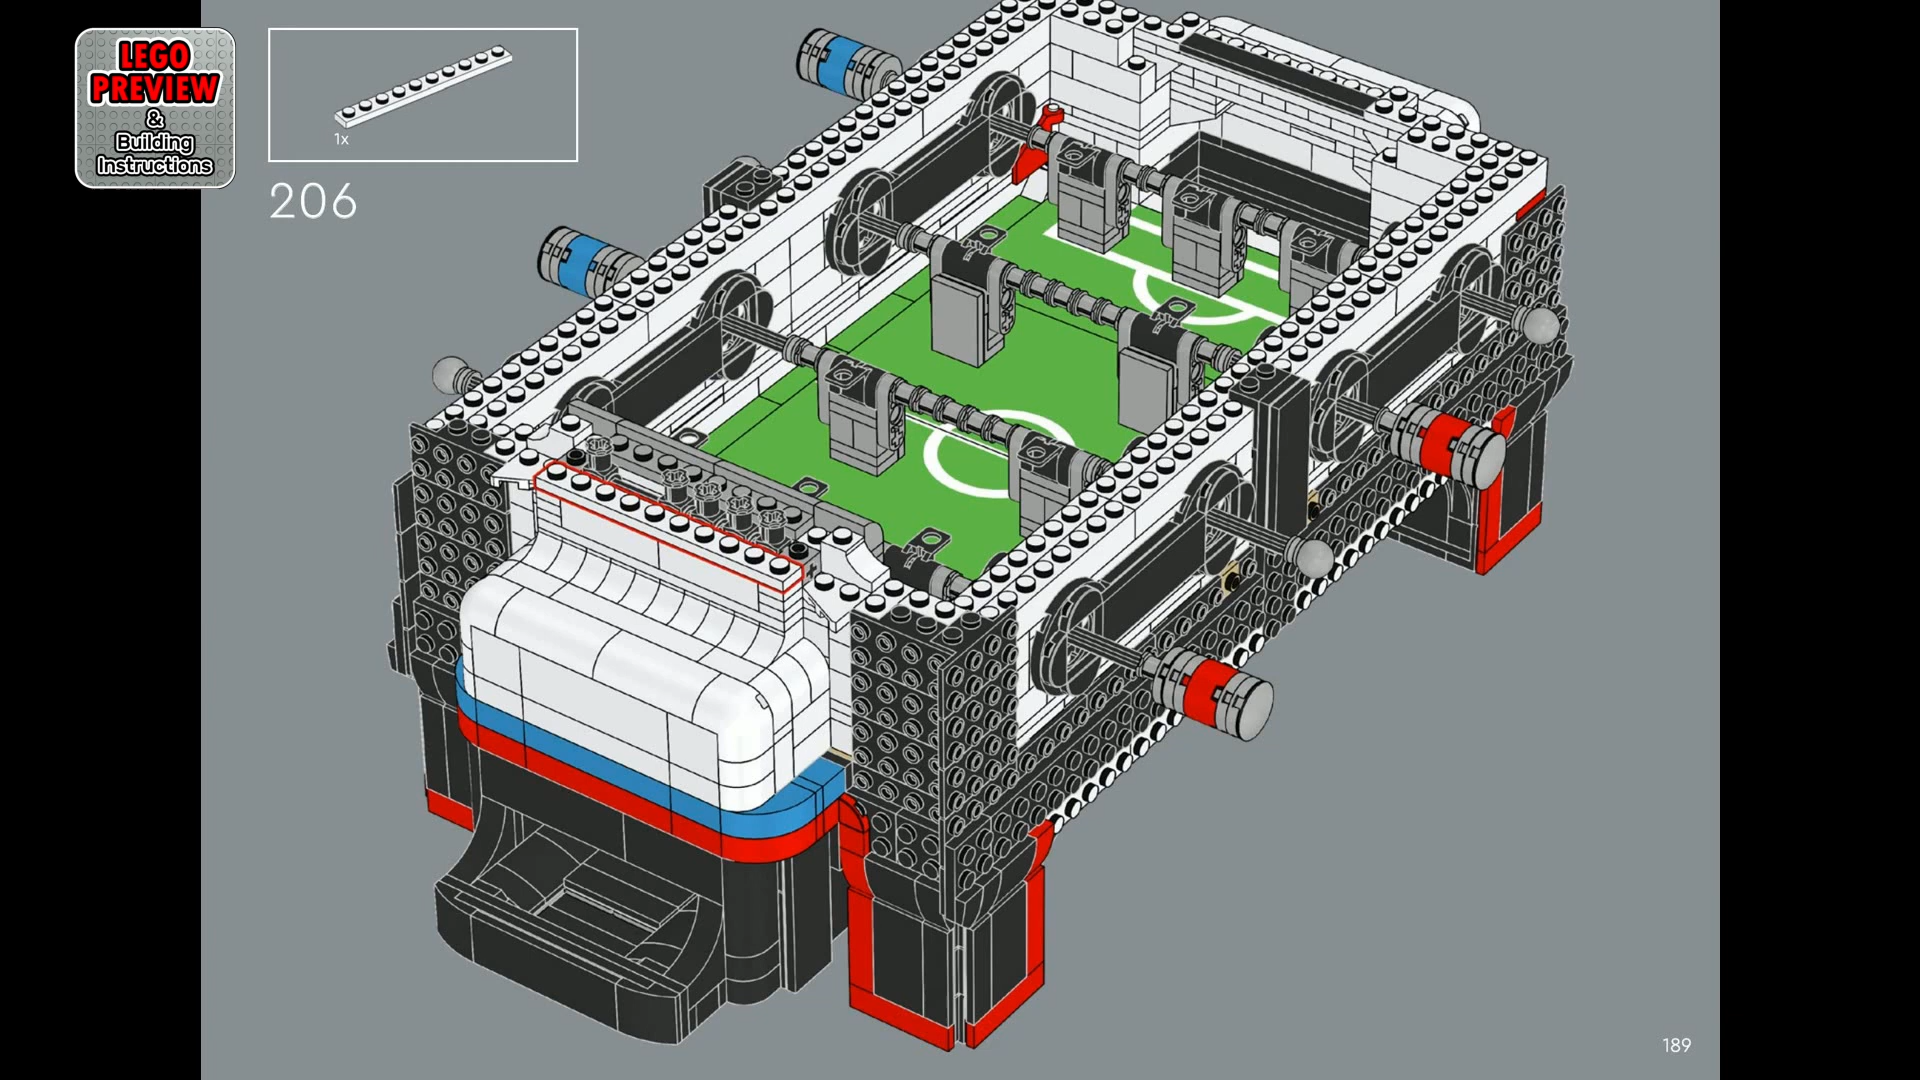 LEGO
PREVIEW
&
Building
Instructions
1x
206
189